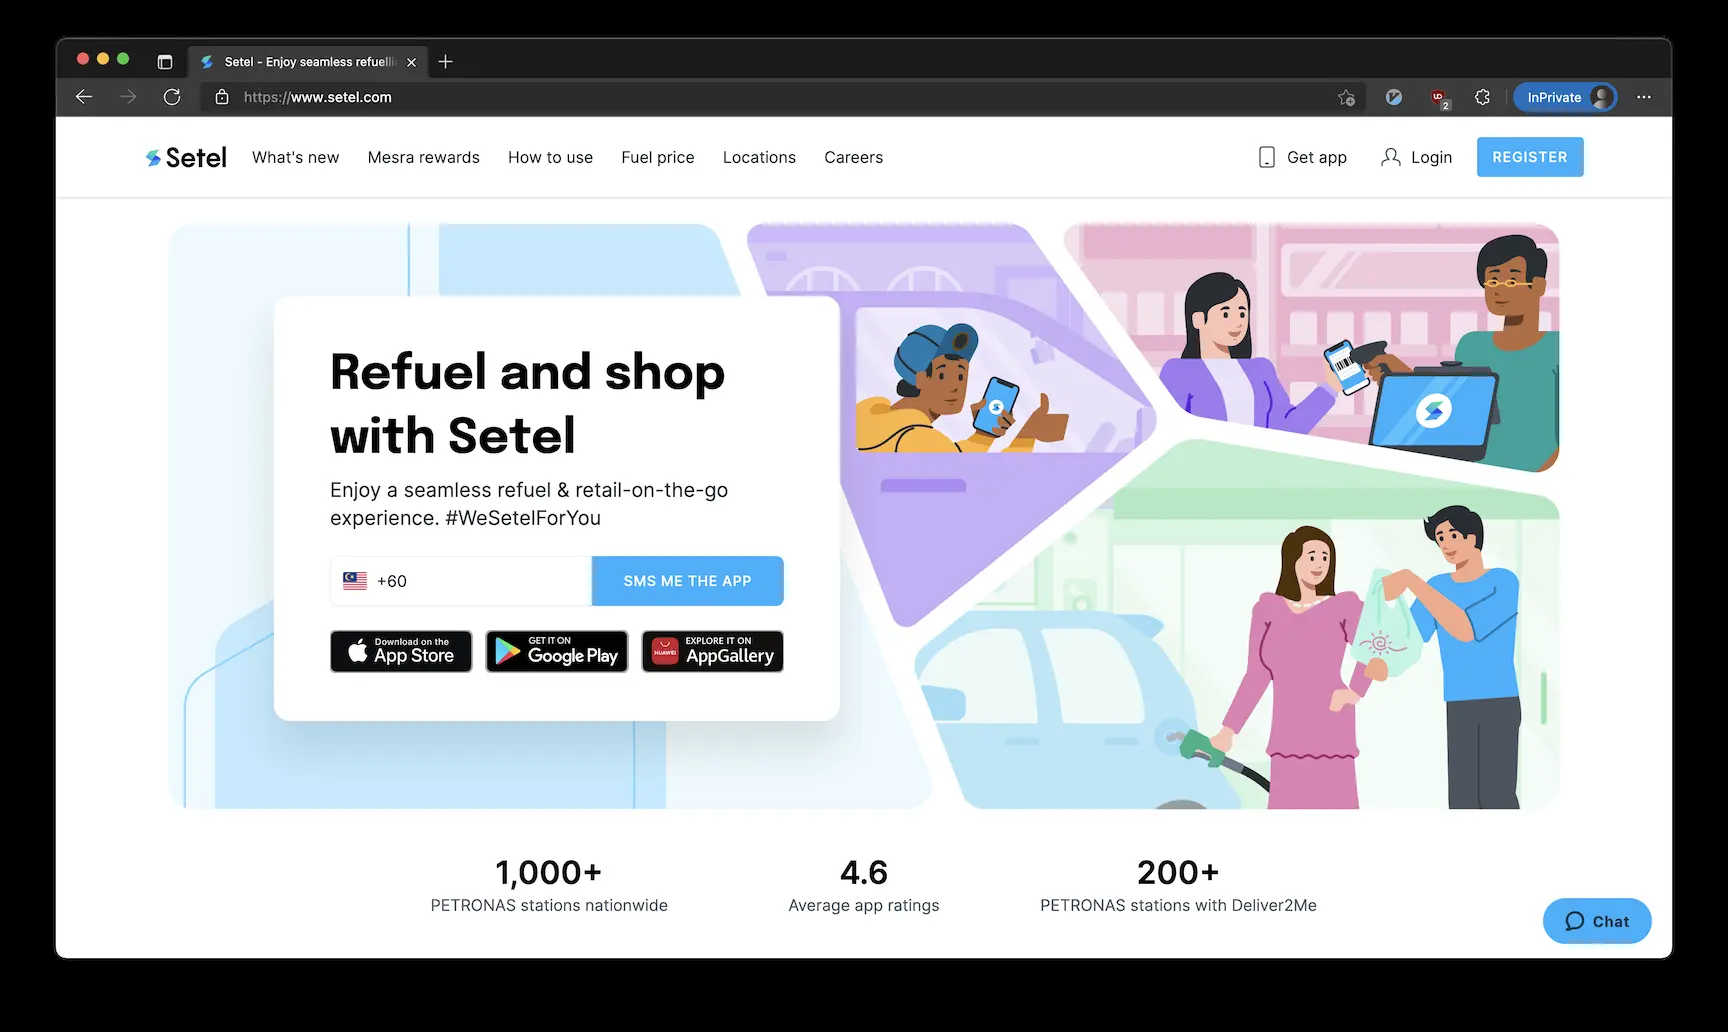 Setel - Enjoy seamless refuelli
https://www.setel.com
2
InPrivate
Setel
What's new
Mesra rewards
How to use
Fuel price
Locations
Careers
Get app
Login
REGISTER
Refuel and shop
with Setel
Enjoy a seamless refuel & retail-on-the-go
experience. #WeSetelForYou
+60
SMS ME THE APP
Download on the
App Store
GET IT ON
Google Play
HUAWEI
EXPLORE IT ON
AppGallery
1,000+
PETRONAS stations nationwide
4.6
Average app ratings
200+
PETRONAS stations with Deliver2Me
Chat